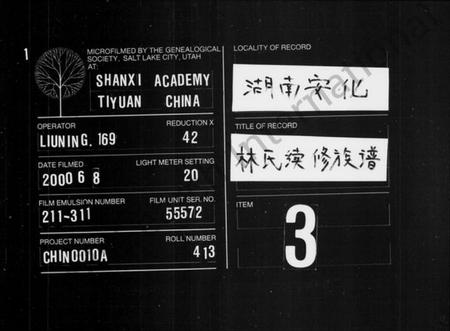 1
MICROFILMED BY THE GENEALOGICAL
SOCIETY, SALT LAKE CITY, UTAH
AT:
SHANXI ACADEMY
TIYUAN CHINA
OPERATOR REDUCTION X
LIUNING. 169 42
DATE FILMED LIGHT METER SETTING
2000 6 8 20
FILM EMULSION NUMBER FILM UNIT SER. NO.
211-311 55572
PROJECT NUMBER ROLL NUMBER
CHIN0010A 413
LOCALITY OF RECORD
湖南安化
TITLE OF RECORD
林氏续修族谱
ITEM
3
International